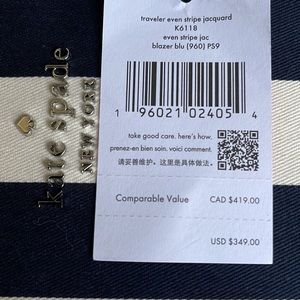 traveler even stripe jacquard
K6118
even stripe jac
blazer blu (960) PS9
1 96021 02405 4
take good care. here's how.
prenez-en bien soin. voici comment.
请妥善维护。这里是具体做法。
Comparable Value CAD $419.00
USD $349.00
kate spade
NEW YORK